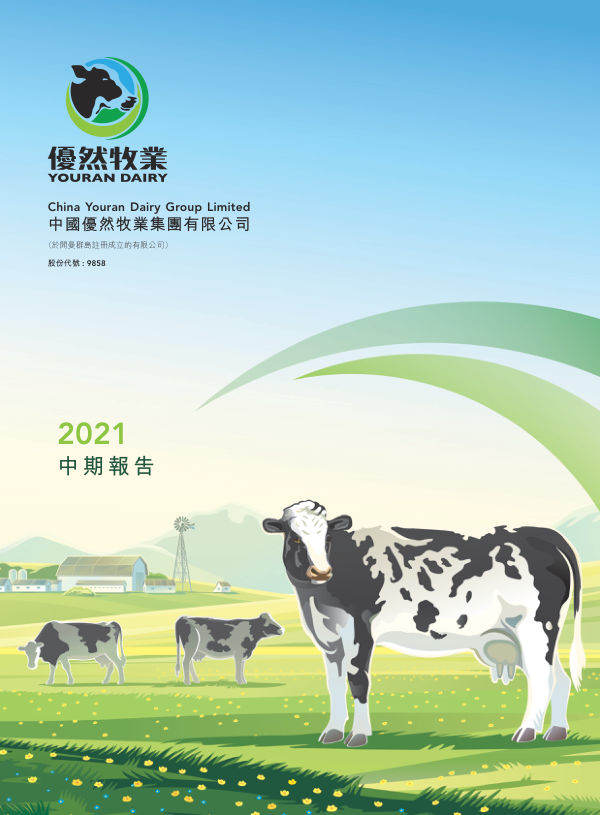 優然牧業
YOURAN DAIRY
China Youran Dairy Group Limited
中國優然牧業集團有限公司
（於開曼群島註冊成立的有限公司）
股份代號：9858
2021
中期報告